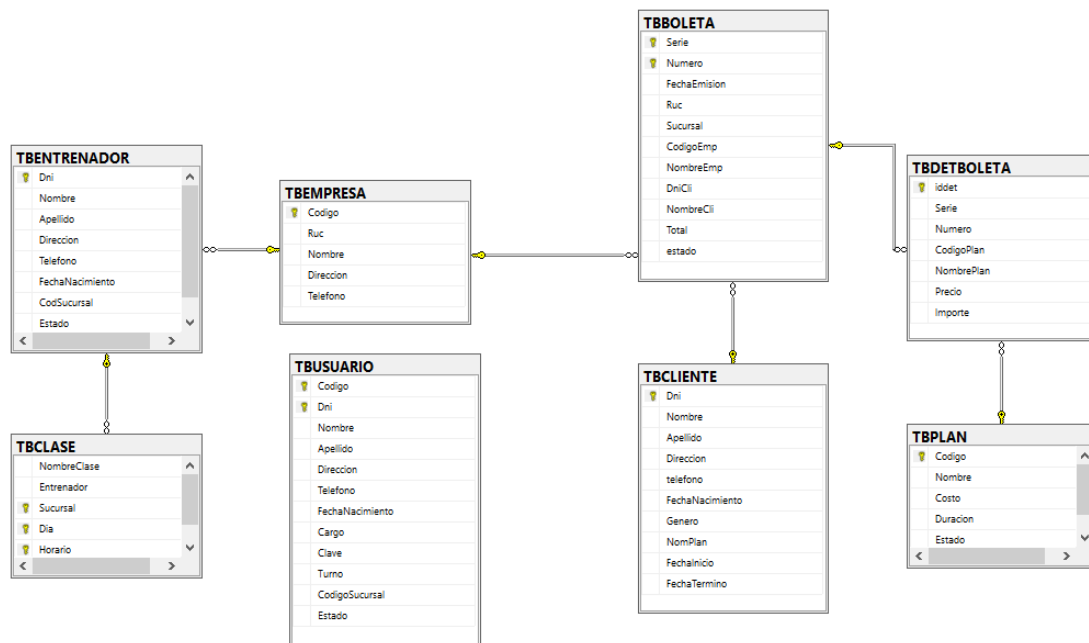 TBBOLETA
Serie
Numero
FechaEmision
Ruc
Sucursal
CodigoEmp
NombreEmp
DniCli
NombreCli
Total
estado
TBENTRENADOR
Dni
Nombre
Apellido
Direccion
Telefono
FechaNacimiento
CodSucursal
Estado
TBEMPRESA
Codigo
Ruc
Nombre
Direccion
Telefono
TBDETBOLETA
iddet
Serie
Numero
CodigoPlan
NombrePlan
Precio
Importe
TBUSUARIO
Codigo
Dni
Nombre
Apellido
Direccion
Telefono
FechaNacimiento
Cargo
Clave
Turno
CodigoSucursal
Estado
TBCLIENTE
Dni
Nombre
Apellido
Direccion
telefono
FechaNacimiento
Genero
NomPlan
FechaInicio
FechaTermino
TBCLASE
NombreClase
Entrenador
Sucursal
Dia
Horario
TBPLAN
Codigo
Nombre
Costo
Duracion
Estado